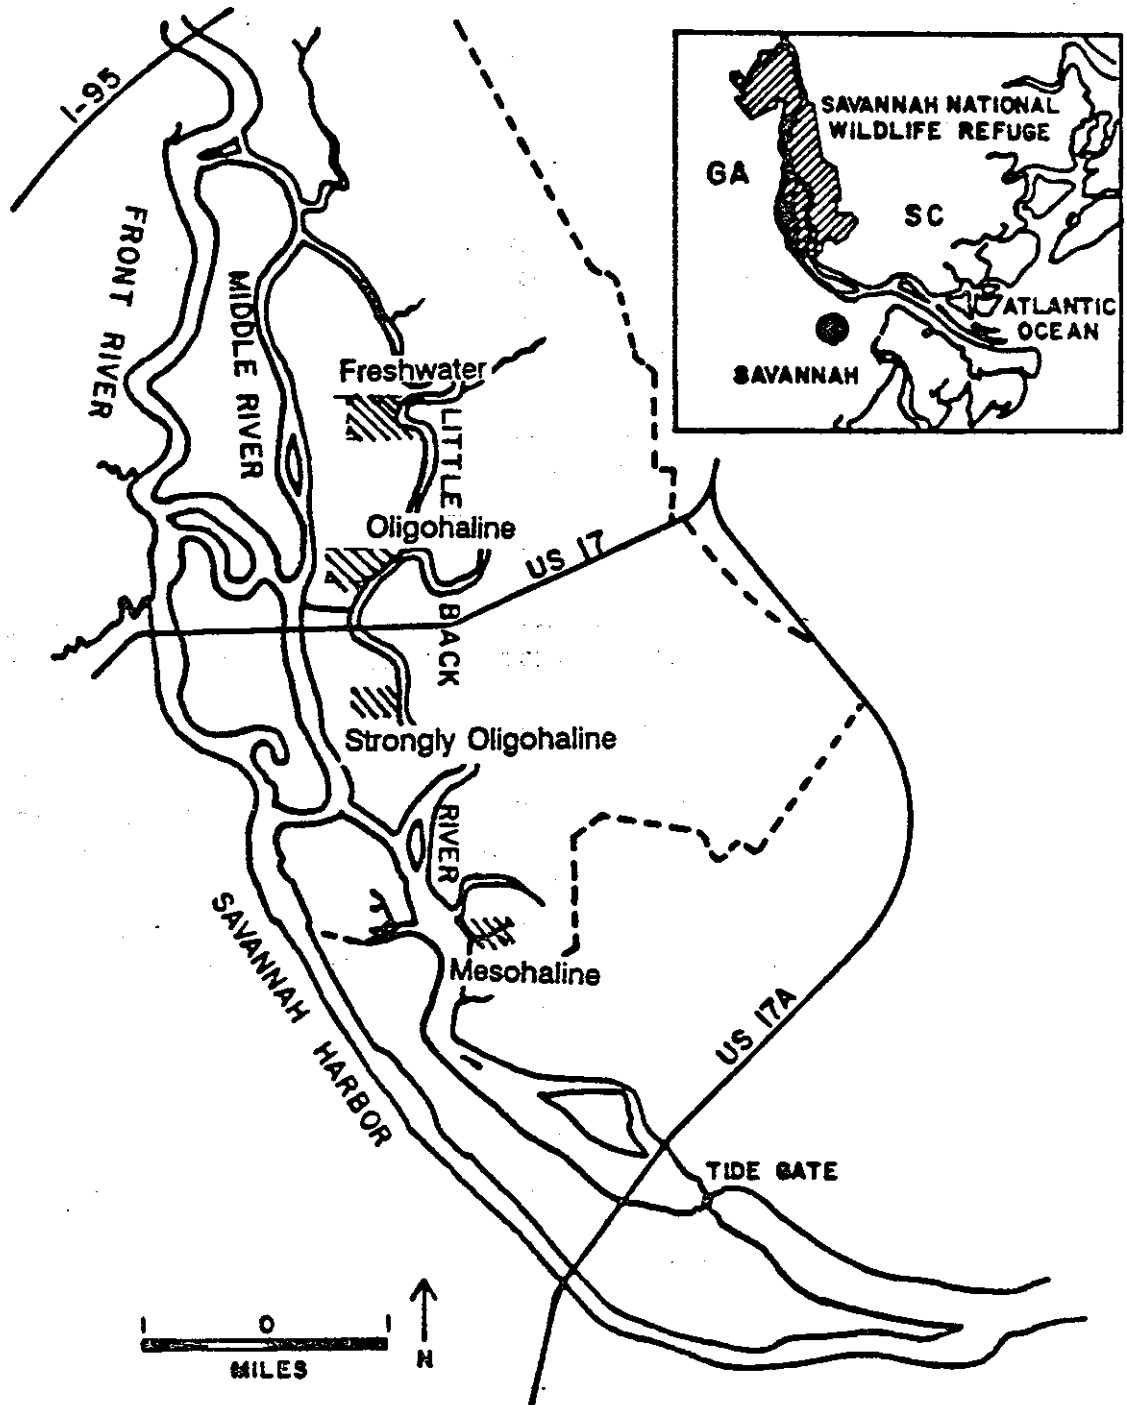 I-95
SAVANNAH NATIONAL
WILDLIFE REFUGE
GA
SC
ATLANTIC
OCEAN
SAVANNAH
FRONT RIVER
MIDDLE RIVER
Freshwater
LITTLE
Oligohaline
US 17
BACK
Strongly Oligohaline
RIVER
Mesohaline
SAVANNAH HARBOR
US 17A
TIDE GATE
1 0 1
MILES
N